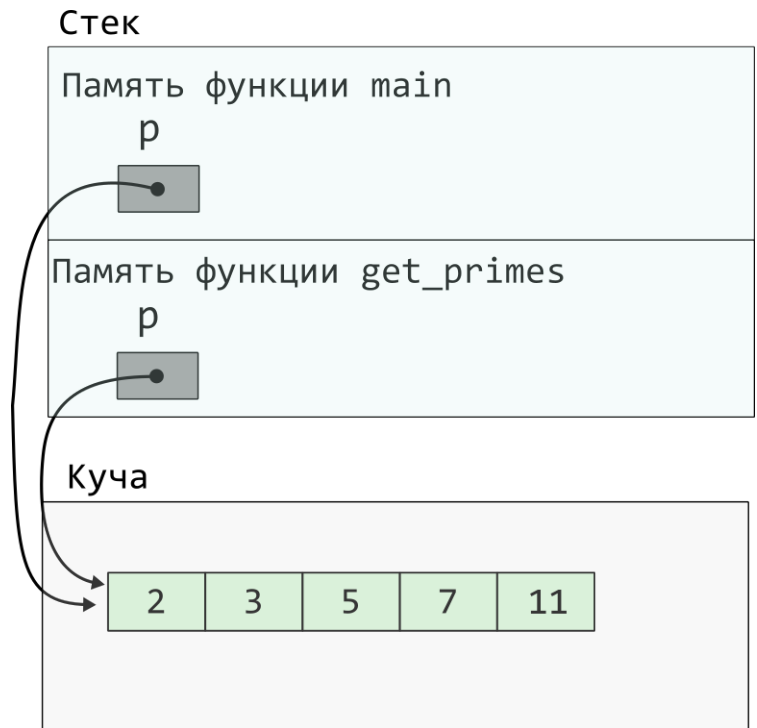 Стек
Память функции main
p
Память функции get_primes
p
Куча
2 3 5 7 11